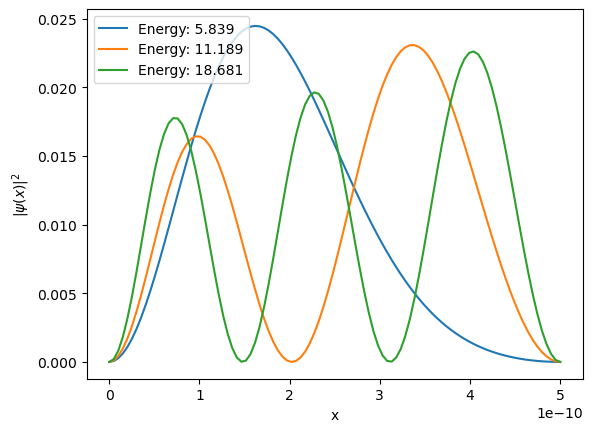 Energy: 5.839
Energy: 11.189
Energy: 18.681
0.025
0.020
0.015
0.010
0.005
0.000
|ψ(x)|²
0 1 2 3 4 5
1e−10
x